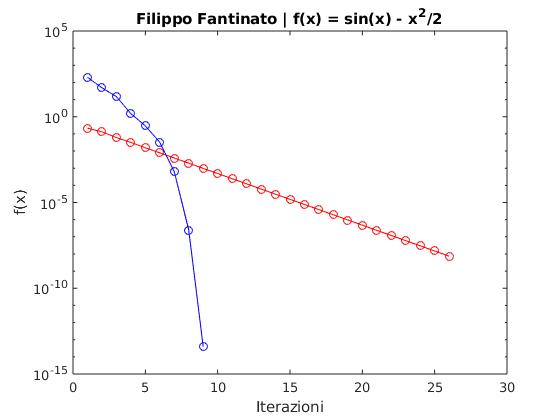 Filippo Fantinato | f(x) = sin(x) - x²/2
10⁵
10⁰
10⁻⁵
10⁻¹⁰
10⁻¹⁵
f(x)
0 5 10 15 20 25 30
Iterazioni